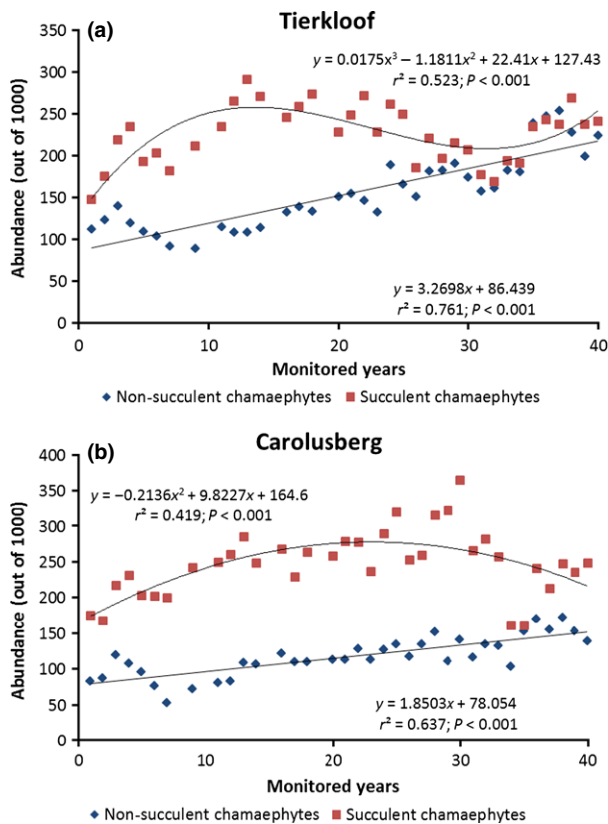 Tierkloof
(a)
y = 0.0175x³ − 1.1811x² + 22.41x + 127.43
r² = 0.523; P < 0.001
Abundance (out of 1000)
350
300
250
200
150
100
50
0
y = 3.2698x + 86.439
r² = 0.761; P < 0.001
0 10 20 30 40
Monitored years
Non-succulent chamaephytes Succulent chamaephytes
Carolusberg
(b)
y = −0.2136x² + 9.8227x + 164.6
r² = 0.419; P < 0.001
Abundance (out of 1000)
400
350
300
250
200
150
100
50
0
y = 1.8503x + 78.054
r² = 0.637; P < 0.001
0 10 20 30 40
Monitored years
Non-succulent chamaephytes Succulent chamaephytes